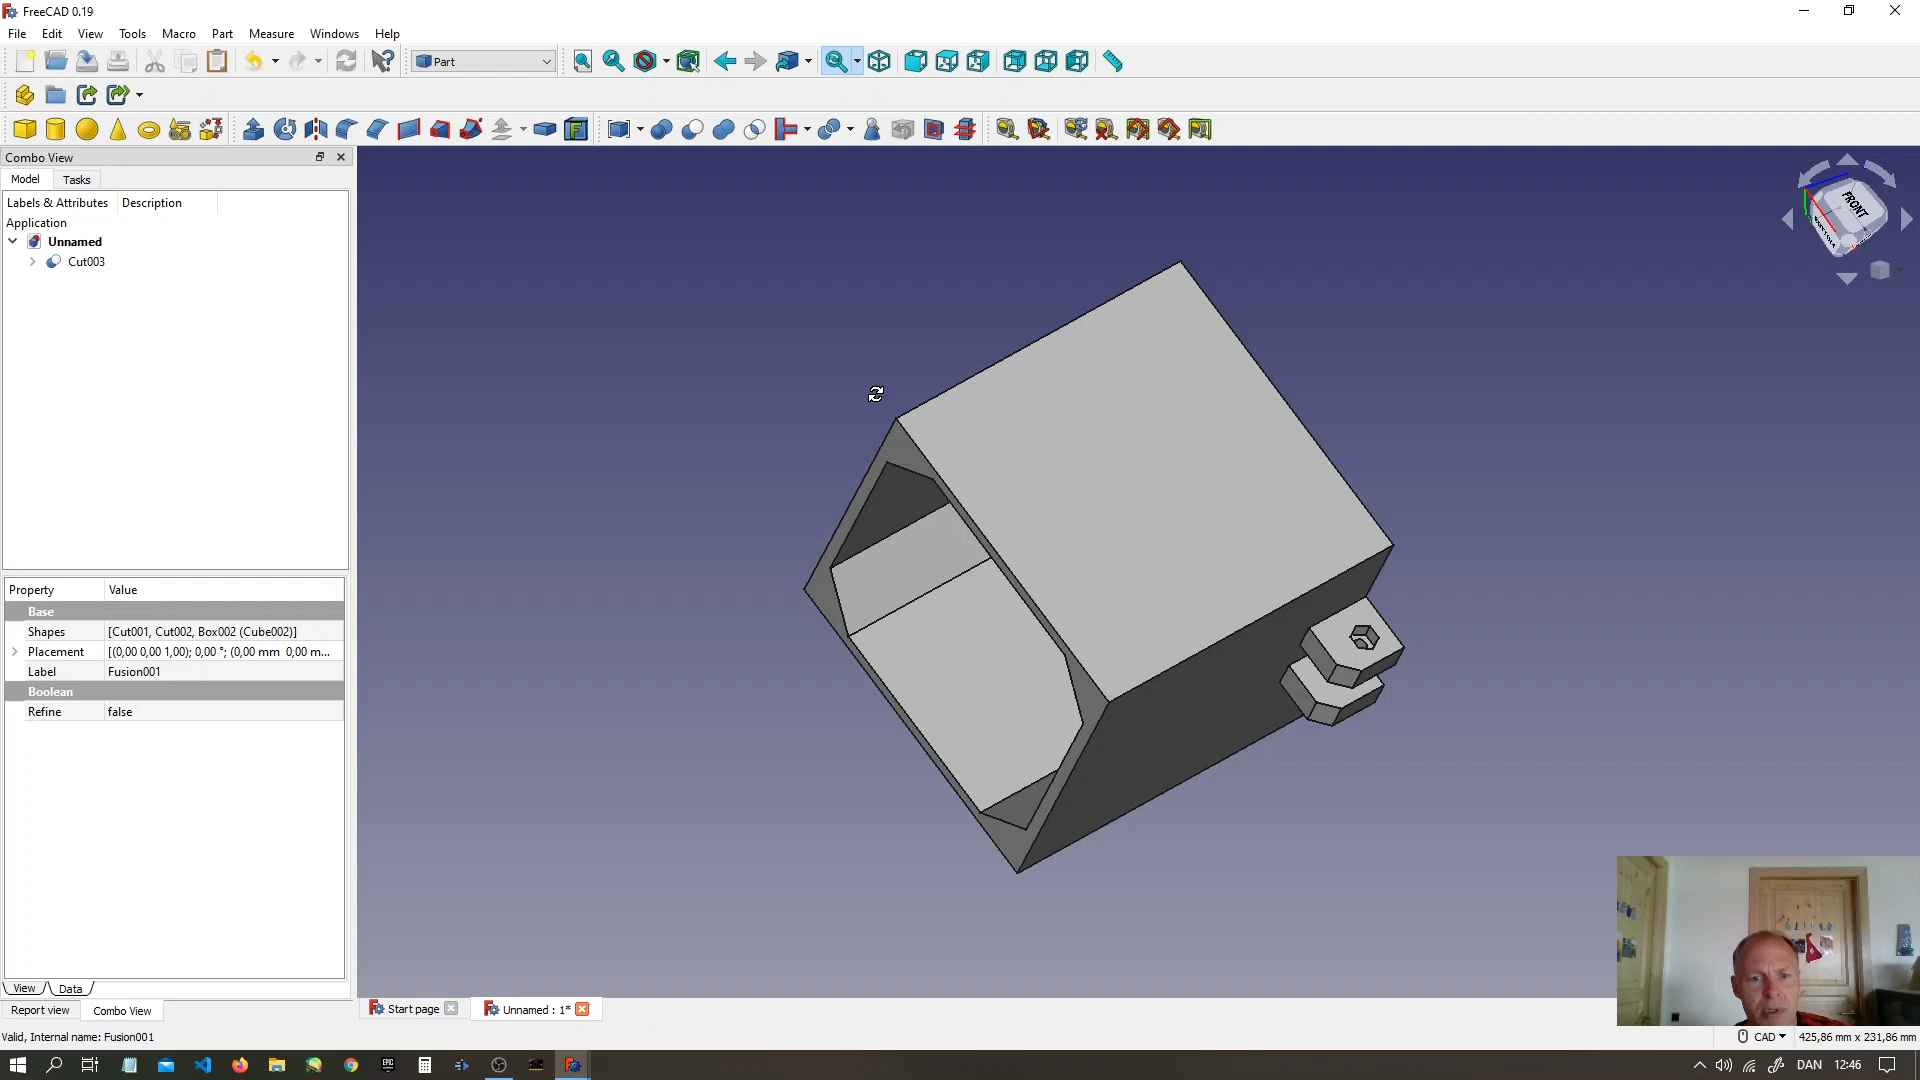 FreeCAD 0.19
File Edit View Tools Macro Part Measure Windows Help
Part
Combo View
Model Tasks
Labels & Attributes Description
Application
Unnamed
Cut003
FRONT
Property Value
Base
Shapes [Cut001, Cut002, Box002 (Cube002)]
Placement [(0,00 0,00 1,00); 0,00 °; (0,00 mm 0,00 m...
Label Fusion001
Boolean
Refine false
View Data
Report view Combo View
Start page Unnamed : 1*
Valid, Internal name: Fusion001
CAD 425,86 mm x 231,86 mm
EPIC
DAN 12:46